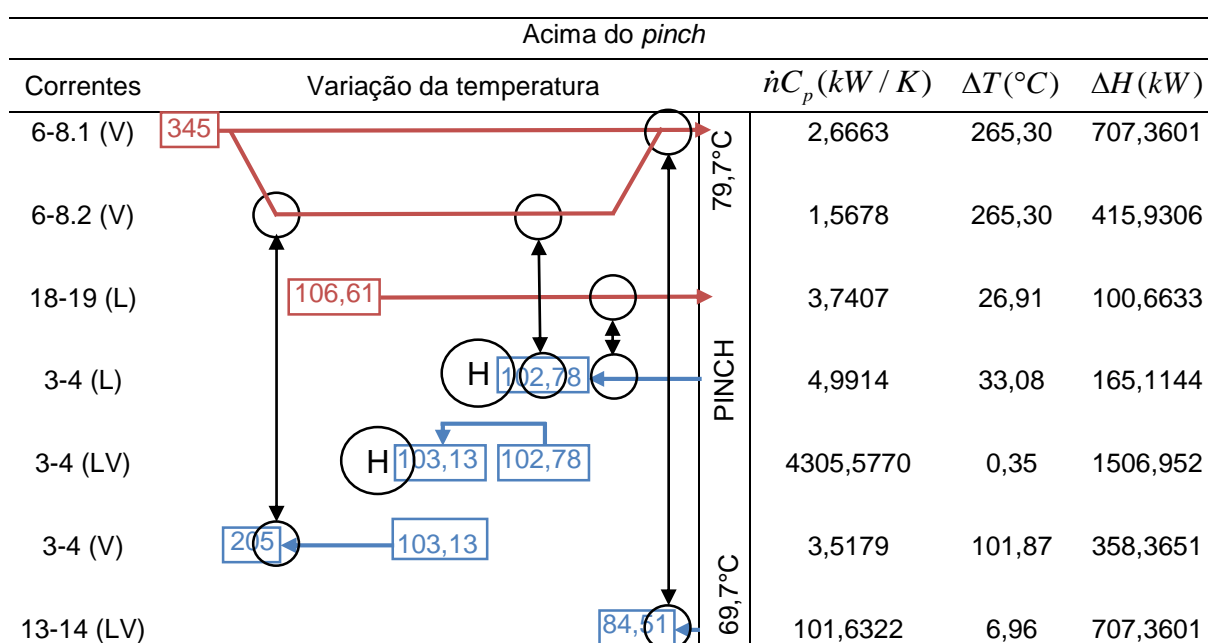 Acima do pinch
Correntes Variação da temperatura ṅC_p (kW / K) ΔT (°C) ΔH (kW)
6-8.1 (V) 345 2,6663 265,30 707,3601
79,7°C
6-8.2 (V) 1,5678 265,30 415,9306
18-19 (L) 106,61 3,7407 26,91 100,6633
PINCH
3-4 (L) H 102,78 4,9914 33,08 165,1144
3-4 (LV) H 103,13 102,78 4305,5770 0,35 1506,952
3-4 (V) 205 103,13 3,5179 101,87 358,3651
69,7°C
13-14 (LV) 84,51 101,6322 6,96 707,3601